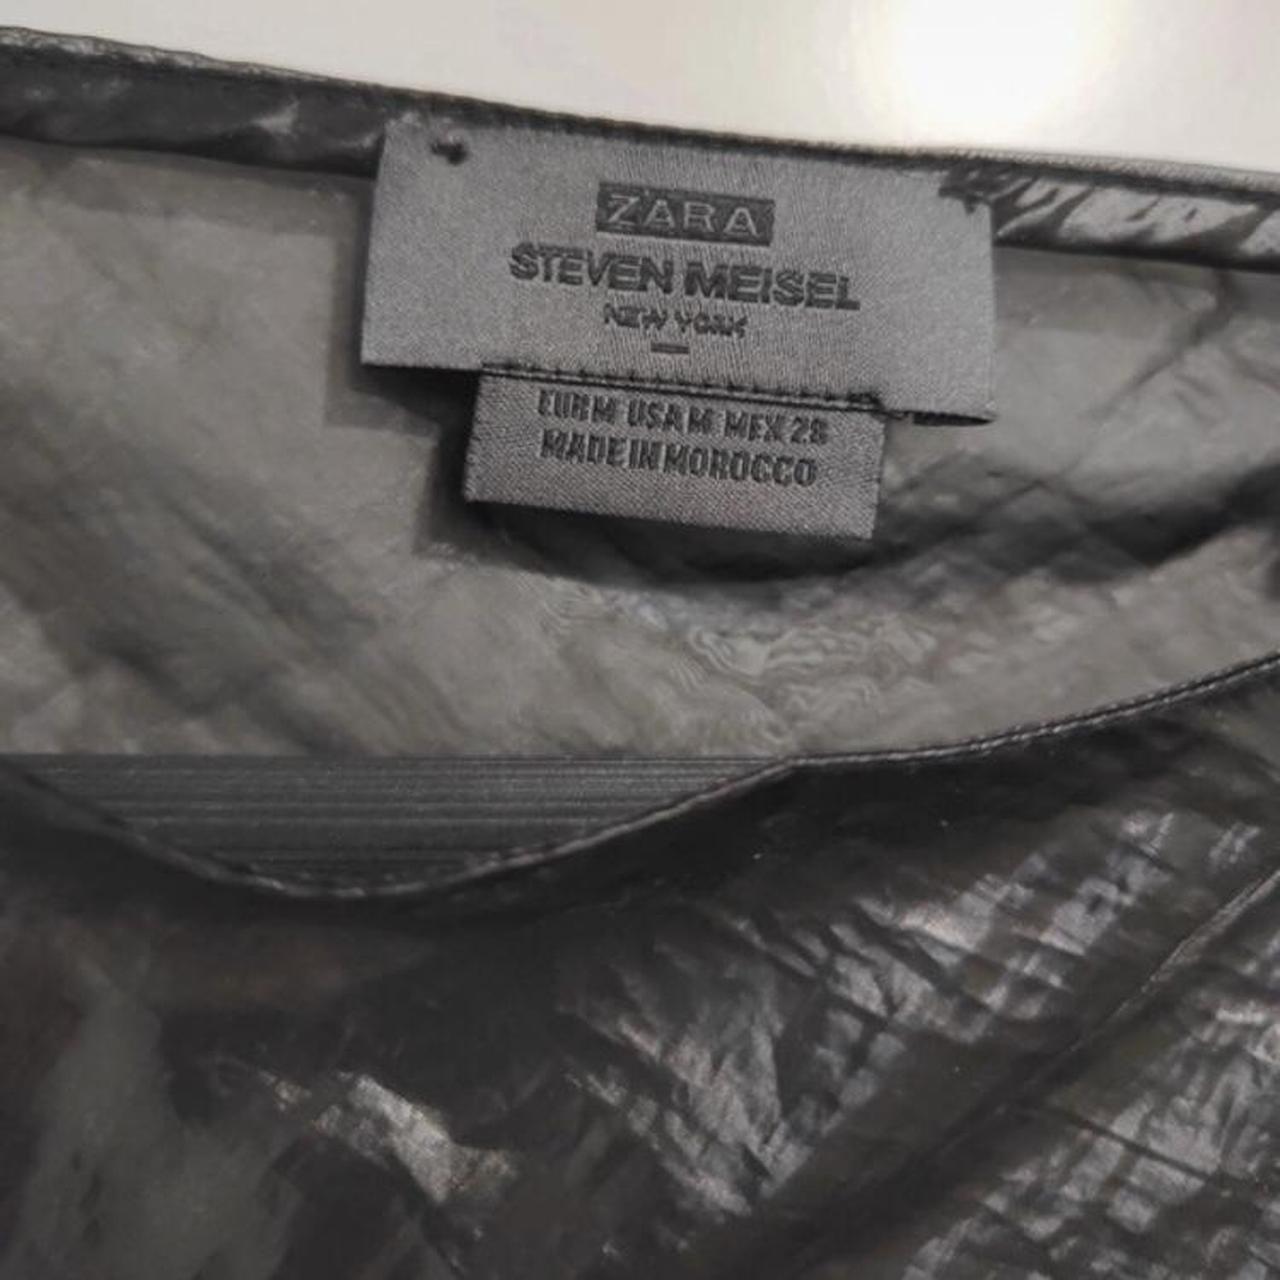 ZARA
STEVEN MEISEL
NEW YORK
EUR M USA M MEX 28
MADE IN MOROCCO